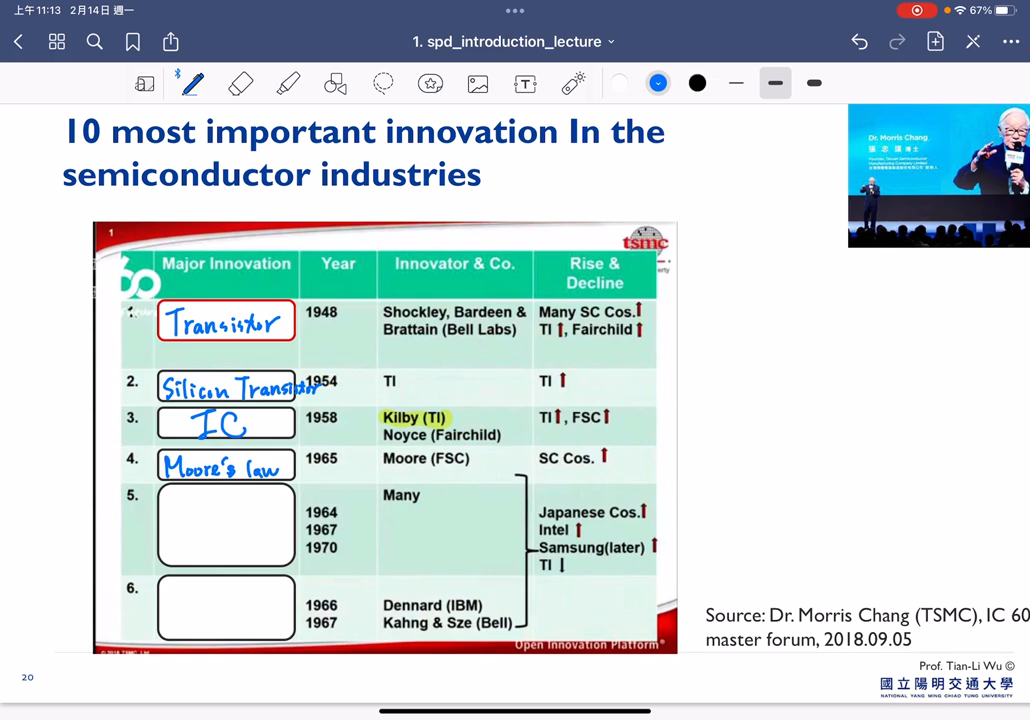 上午11:13 2月14日 週一
67%
1. spd_introduction_lecture
10 most important innovation In the
semiconductor industries
Dr. Morris Chang
張 忠 謀 博 士
1
tsmc
Major Innovation Year Innovator & Co. Rise &
Decline
1. Transistor 1948 Shockley, Bardeen & Many SC Cos.↑
Brattain (Bell Labs) TI ↑, Fairchild ↑
2. Silicon Transistor 1954 TI TI ↑
3. IC 1958 Kilby (TI) TI↑, FSC↑
Noyce (Fairchild)
4. Moore's law 1965 Moore (FSC) SC Cos. ↑
5. Many
1964 Japanese Cos.↑
1967 Intel ↑
1970 Samsung(later) ↑
TI ↓
6.
1966 Dennard (IBM)
1967 Kahng & Sze (Bell)
Open Innovation Platform®
Source: Dr. Morris Chang (TSMC), IC 60
master forum, 2018.09.05
20
Prof. Tian-Li Wu ©
國立陽明交通大學
NATIONAL YANG MING CHIAO TUNG UNIVERSITY